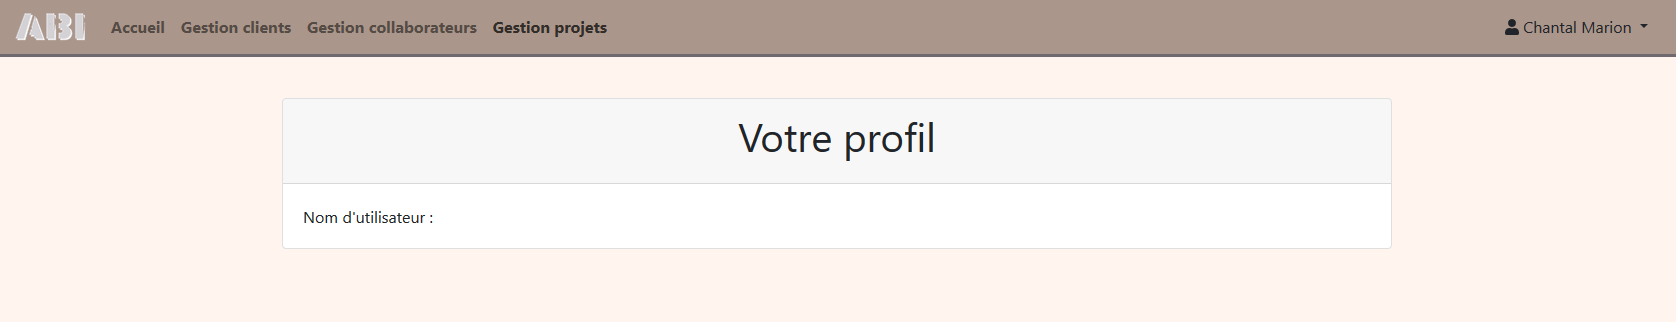 ABI Accueil Gestion clients Gestion collaborateurs Gestion projets Chantal Marion
Votre profil
Nom d'utilisateur :